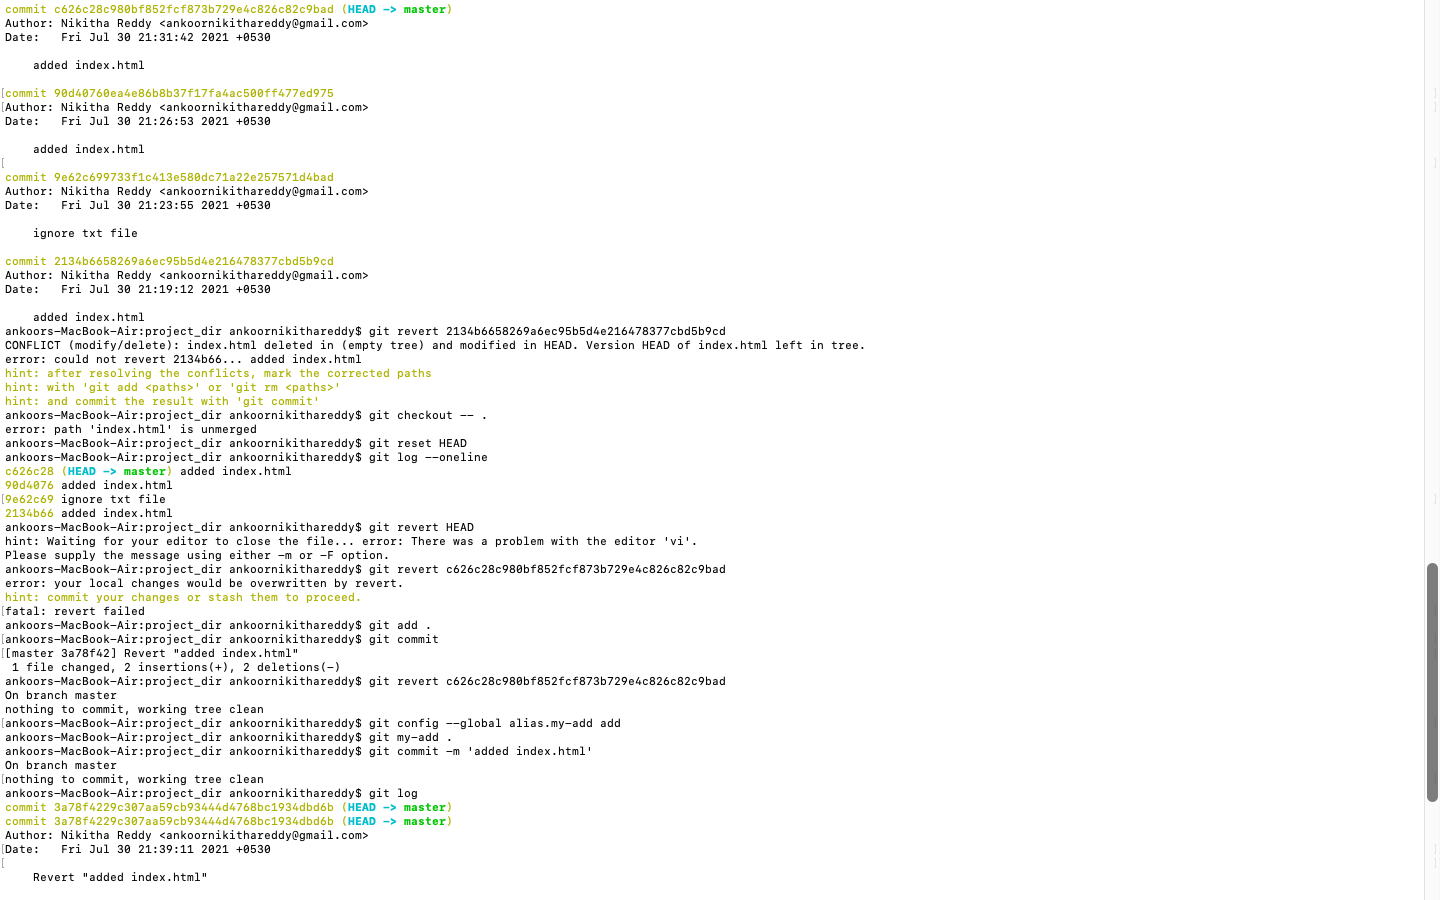 commit c626c28c980bf852fcf873b729e4c826c82c9bad (HEAD -> master)
Author: Nikitha Reddy <ankoornikithareddy@gmail.com>
Date:   Fri Jul 30 21:31:42 2021 +0530
    added index.html
[commit 90d40760ea4e86b8b37f17fa4ac500ff477ed975 ]
[Author: Nikitha Reddy <ankoornikithareddy@gmail.com> ]
Date:   Fri Jul 30 21:26:53 2021 +0530
    added index.html
[ ]
commit 9e62c699733f1c413e580dc71a22e257571d4bad
Author: Nikitha Reddy <ankoornikithareddy@gmail.com>
Date:   Fri Jul 30 21:23:55 2021 +0530
    ignore txt file
commit 2134b6658269a6ec95b5d4e216478377cbd5b9cd
Author: Nikitha Reddy <ankoornikithareddy@gmail.com>
Date:   Fri Jul 30 21:19:12 2021 +0530
    added index.html
ankoors-MacBook-Air:project_dir ankoornikithareddy$ git revert 2134b6658269a6ec95b5d4e216478377cbd5b9cd
CONFLICT (modify/delete): index.html deleted in (empty tree) and modified in HEAD. Version HEAD of index.html left in tree.
error: could not revert 2134b66... added index.html
hint: after resolving the conflicts, mark the corrected paths
hint: with 'git add <paths>' or 'git rm <paths>'
hint: and commit the result with 'git commit'
ankoors-MacBook-Air:project_dir ankoornikithareddy$ git checkout -- .
error: path 'index.html' is unmerged
ankoors-MacBook-Air:project_dir ankoornikithareddy$ git reset HEAD
ankoors-MacBook-Air:project_dir ankoornikithareddy$ git log --oneline
c626c28 (HEAD -> master) added index.html
90d4076 added index.html
[9e62c69 ignore txt file ]
2134b66 added index.html
ankoors-MacBook-Air:project_dir ankoornikithareddy$ git revert HEAD
hint: Waiting for your editor to close the file... error: There was a problem with the editor 'vi'.
Please supply the message using either -m or -F option.
ankoors-MacBook-Air:project_dir ankoornikithareddy$ git revert c626c28c980bf852fcf873b729e4c826c82c9bad
error: your local changes would be overwritten by revert.
hint: commit your changes or stash them to proceed.
[fatal: revert failed ]
ankoors-MacBook-Air:project_dir ankoornikithareddy$ git add .
[ankoors-MacBook-Air:project_dir ankoornikithareddy$ git commit ]
[[master 3a78f42] Revert "added index.html" ]
 1 file changed, 2 insertions(+), 2 deletions(-)
ankoors-MacBook-Air:project_dir ankoornikithareddy$ git revert c626c28c980bf852fcf873b729e4c826c82c9bad
On branch master
nothing to commit, working tree clean
[ankoors-MacBook-Air:project_dir ankoornikithareddy$ git config --global alias.my-add add ]
ankoors-MacBook-Air:project_dir ankoornikithareddy$ git my-add .
ankoors-MacBook-Air:project_dir ankoornikithareddy$ git commit -m 'added index.html'
On branch master
[nothing to commit, working tree clean ]
ankoors-MacBook-Air:project_dir ankoornikithareddy$ git log
commit 3a78f4229c307aa59cb93444d4768bc1934dbd6b (HEAD -> master)
commit 3a78f4229c307aa59cb93444d4768bc1934dbd6b (HEAD -> master)
Author: Nikitha Reddy <ankoornikithareddy@gmail.com>
[Date:   Fri Jul 30 21:39:11 2021 +0530 ]
[ ]
    Revert "added index.html"